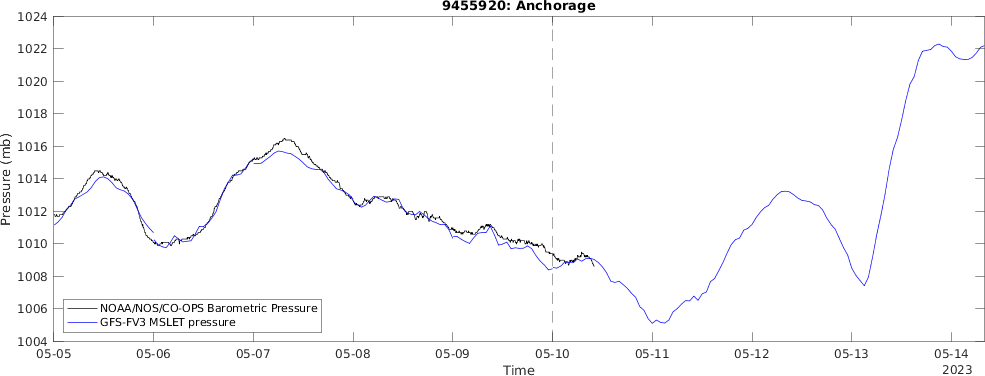 9455920: Anchorage
1024
1022
1020
1018
1016
1014
1012
1010
1008
1006
1004
Pressure (mb)
NOAA/NOS/CO-OPS Barometric Pressure
GFS-FV3 MSLET pressure
05-05 05-06 05-07 05-08 05-09 05-10 05-11 05-12 05-13 05-14
Time
2023